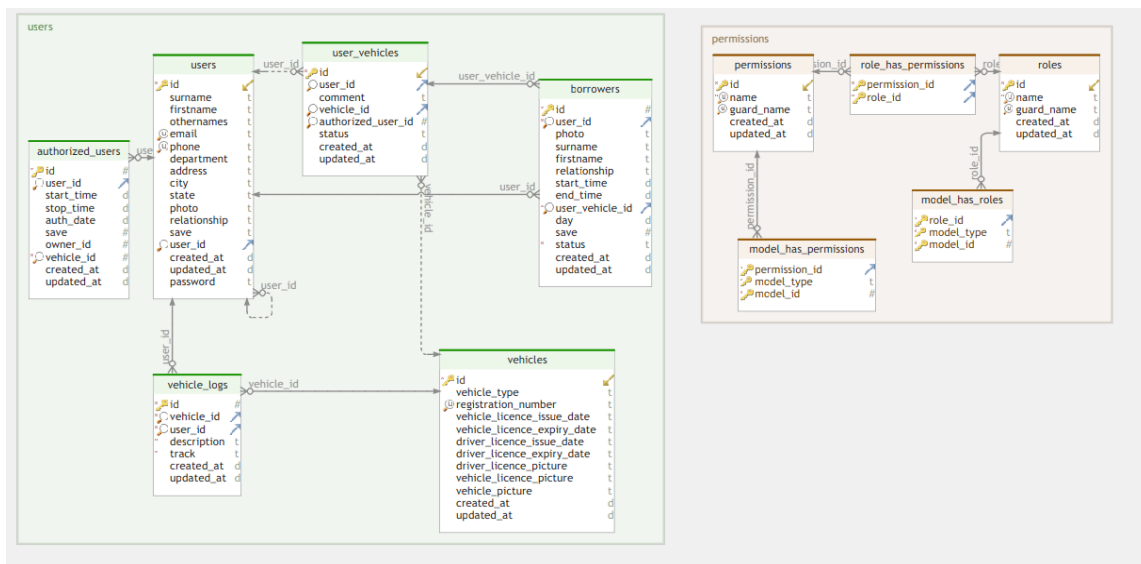 users
users
id #
surname t
firstname t
othernames t
email t
phone t
department t
address t
city t
state t
photo t
relationship t
save t
user_id
created_at d
updated_at d
password t
user_id
user_vehicles
id
user_id
comment t
vehicle_id
authorized_user_id #
status t
created_at d
updated_at d
user_id
user_vehicle_id
borrowers
id #
user_id
photo t
surname t
firstname t
relationship t
start_time d
end_time d
user_vehicle_id
day d
save #
status t
created_at d
updated_at d
user_id
authorized_users
id #
user_id
start_time d
stop_time d
auth_date d
save #
owner_id #
vehicle_id #
created_at d
updated_at d
use
vehicle_id
user_id
vehicle_logs
id #
vehicle_id
user_id
description t
track t
created_at d
updated_at d
vehicle_id
vehicles
id
vehicle_type t
registration_number t
vehicle_licence_issue_date t
vehicle_licence_expiry_date t
driver_licence_issue_date t
driver_licence_expiry_date t
driver_licence_picture t
vehicle_licence_picture t
vehicle_picture t
created_at d
updated_at d
permissions
permissions
id
name t
guard_name t
created_at d
updated_at d
sion_id
role_has_permissions
permission_id
role_id
role
roles
id
name t
guard_name t
created_at d
updated_at d
permission_id
role_id
model_has_roles
role_id
model_type t
model_id #
model_has_permissions
permission_id
model_type t
model_id #